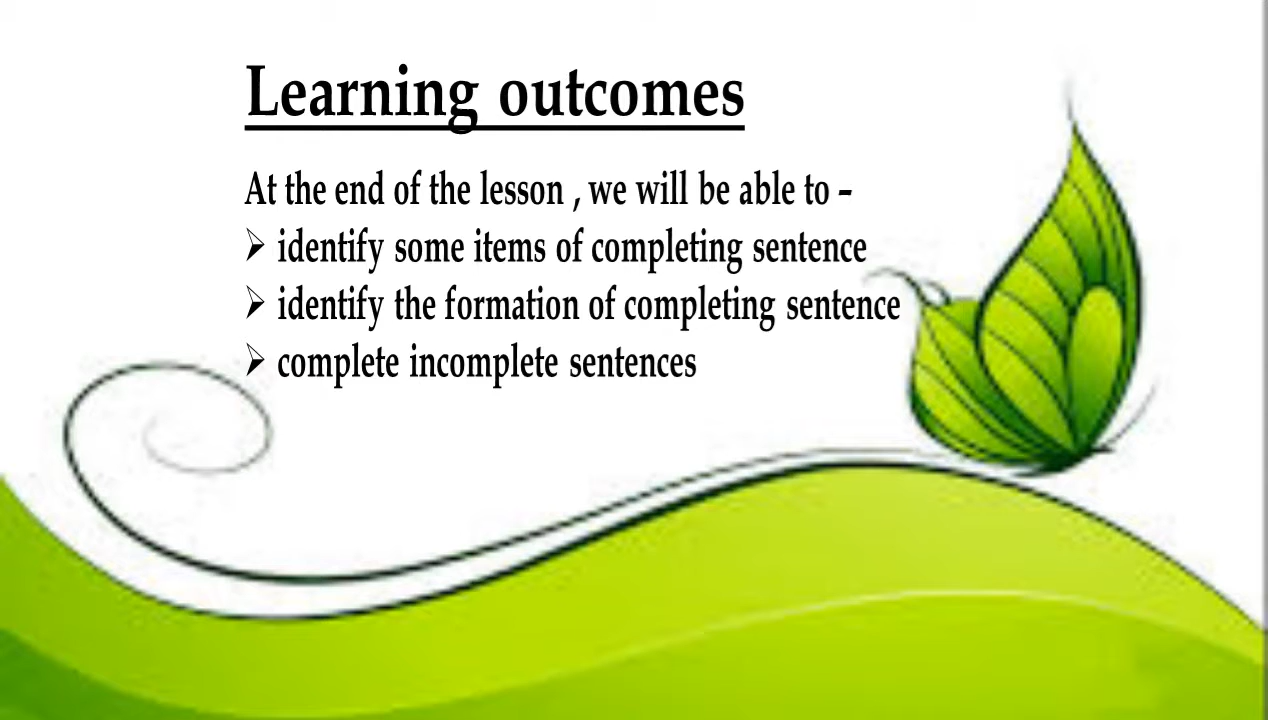 Learning outcomes
At the end of the lesson , we will be able to –
➢ identify some items of completing sentence
➢ identify the formation of completing sentence
➢ complete incomplete sentences